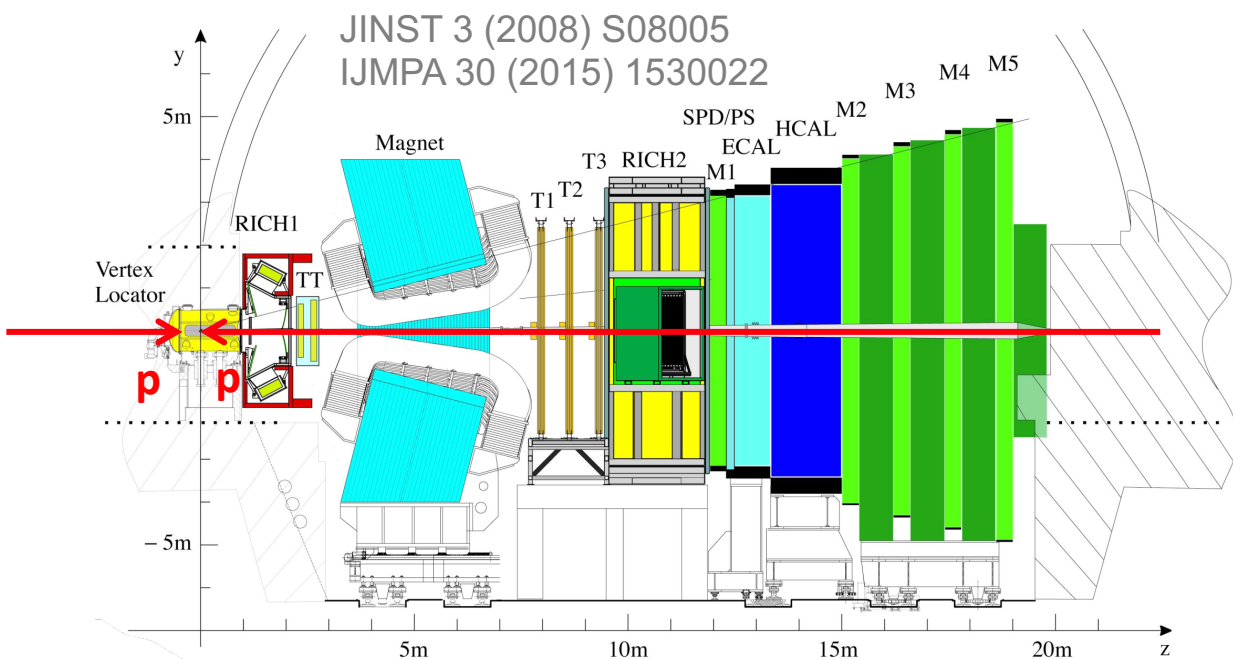 JINST 3 (2008) S08005
IJMPA 30 (2015) 1530022
y
5m
Magnet
SPD/PS
ECAL
HCAL
M1
M2
M3
M4
M5
T1
T2
T3
RICH2
RICH1
TT
Vertex
Locator
p
p
− 5m
5m
10m
15m
20m
z